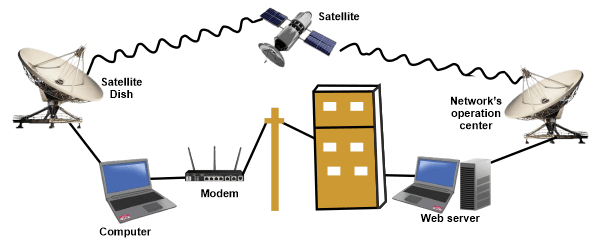 Satellite
Satellite
Dish
Network's
operation
center
Modem
Computer
Web server